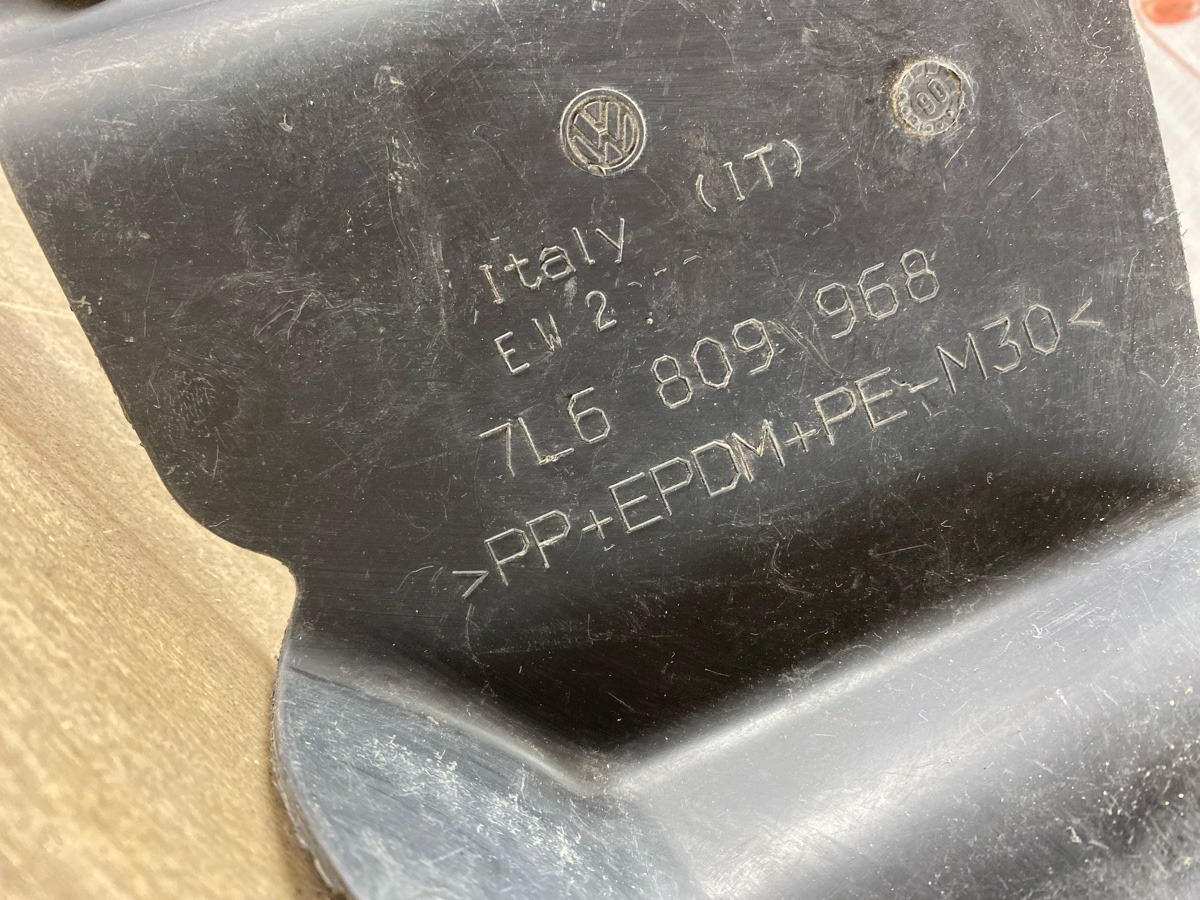 (IT)
Italy
EW 2
7L6 809 968
>PP+EPDM+PE-M30<